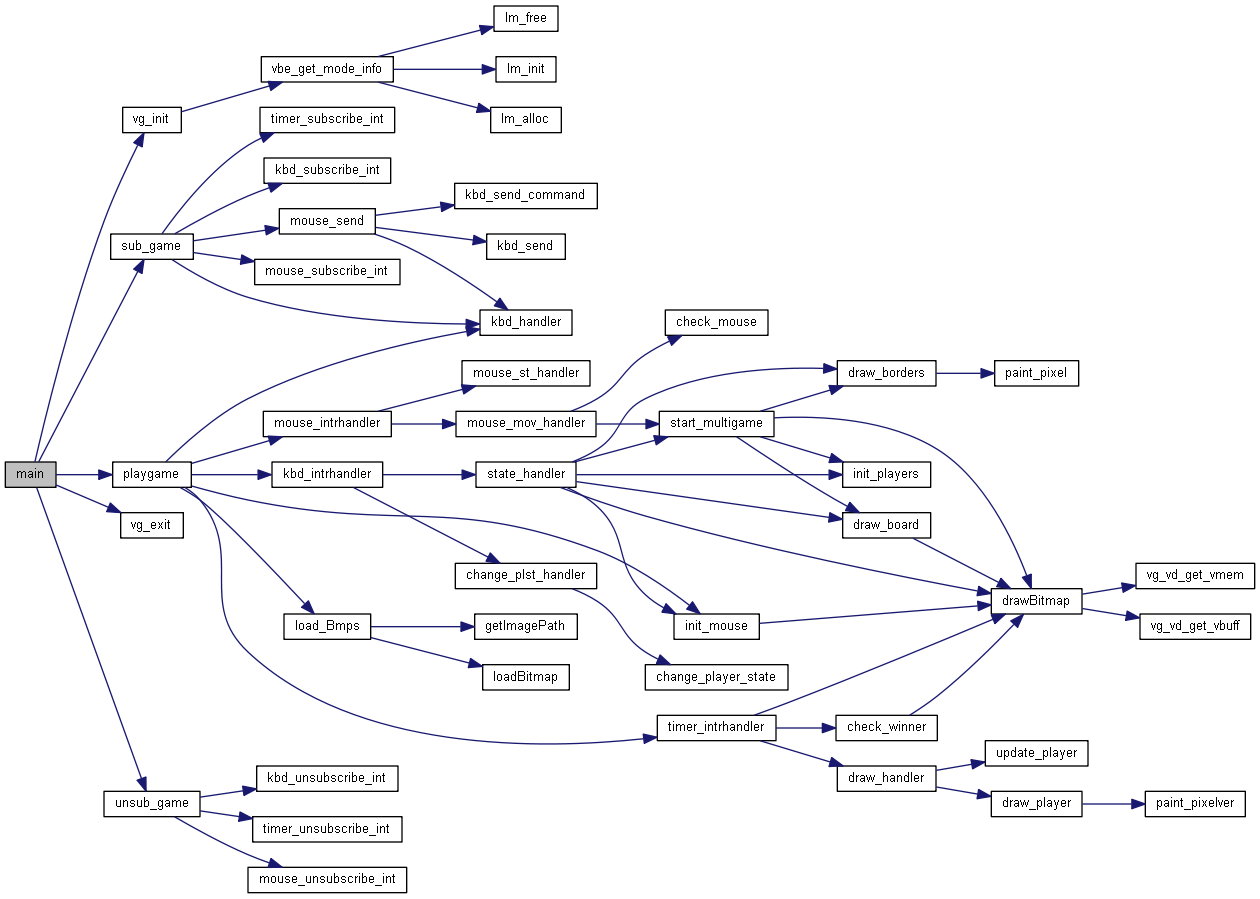 lm_free
vbe_get_mode_info
lm_init
vg_init
timer_subscribe_int
lm_alloc
kbd_subscribe_int
kbd_send_command
mouse_send
sub_game
kbd_send
mouse_subscribe_int
kbd_handler
check_mouse
mouse_st_handler
draw_borders
paint_pixel
mouse_intrhandler
mouse_mov_handler
start_multigame
main
playgame
kbd_intrhandler
state_handler
init_players
vg_exit
draw_board
change_plst_handler
vg_vd_get_vmem
drawBitmap
load_Bmps
getImagePath
init_mouse
vg_vd_get_vbuff
loadBitmap
change_player_state
timer_intrhandler
check_winner
update_player
kbd_unsubscribe_int
draw_handler
unsub_game
draw_player
paint_pixelver
timer_unsubscribe_int
mouse_unsubscribe_int